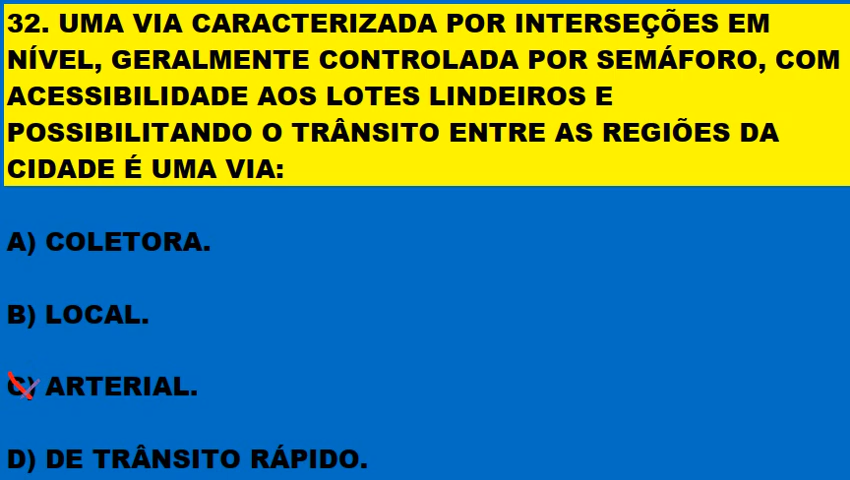 32. UMA VIA CARACTERIZADA POR INTERSEÇÕES EM
NÍVEL, GERALMENTE CONTROLADA POR SEMÁFORO, COM
ACESSIBILIDADE AOS LOTES LINDEIROS E
POSSIBILITANDO O TRÂNSITO ENTRE AS REGIÕES DA
CIDADE É UMA VIA:
A) COLETORA.
B) LOCAL.
C) ARTERIAL.
D) DE TRÂNSITO RÁPIDO.